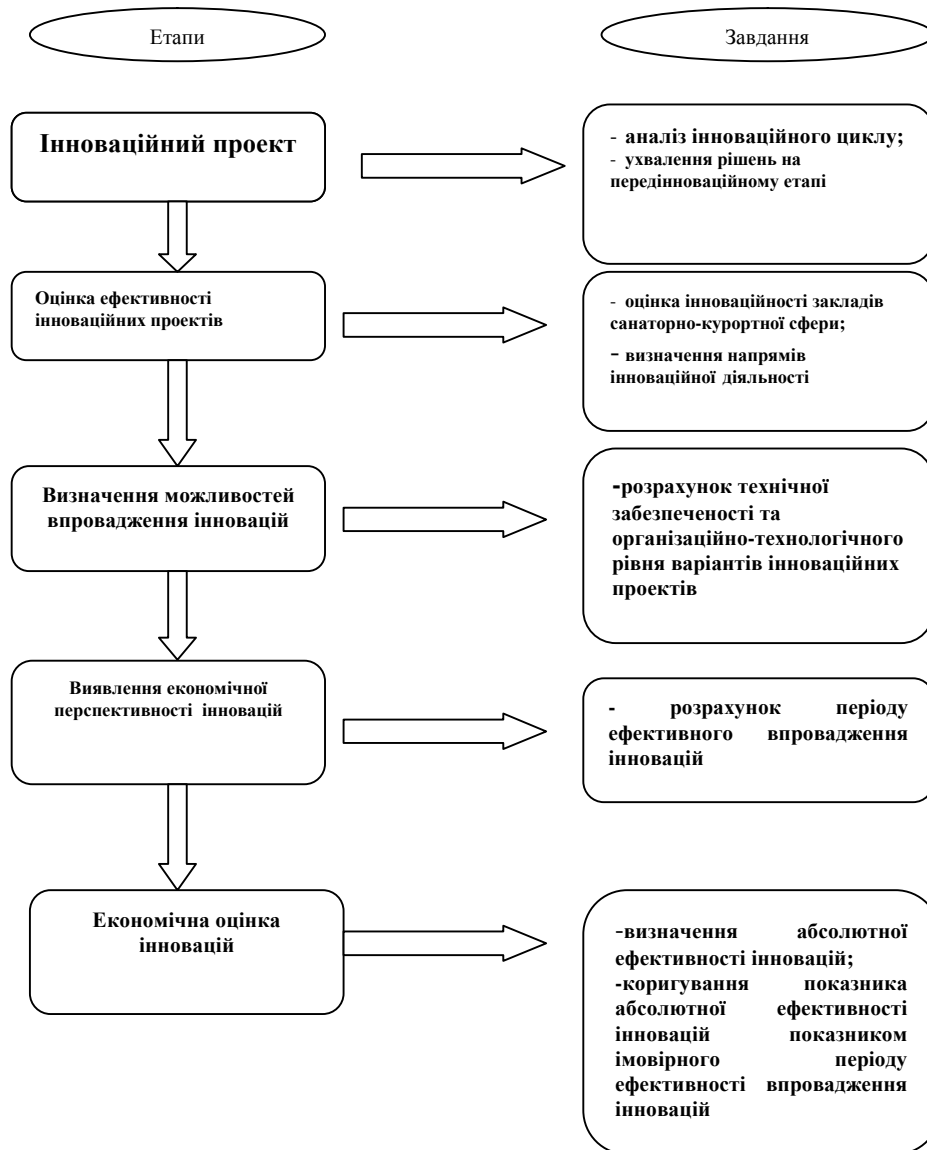 Етапи
Завдання
Інноваційний проект
- аналіз інноваційного циклу;
- ухвалення рішень на
передінноваційному етапі
Оцінка ефективності
інноваційних проектів
- оцінка інноваційності закладів
санаторно-курортної сфери;
- визначення напрямів
інноваційної діяльності
Визначення можливостей
впровадження інновацій
-розрахунок технічної
забезпеченості та
організаційно-технологічного
рівня варіантів інноваційних
проектів
Виявлення економічної
перспективності інновацій
- розрахунок періоду
ефективного впровадження
інновацій
Економічна оцінка
інновацій
-визначення абсолютної
ефективності інновацій;
-коригування показника
абсолютної ефективності
інновацій показником
імовірного періоду
ефективності впровадження
інновацій